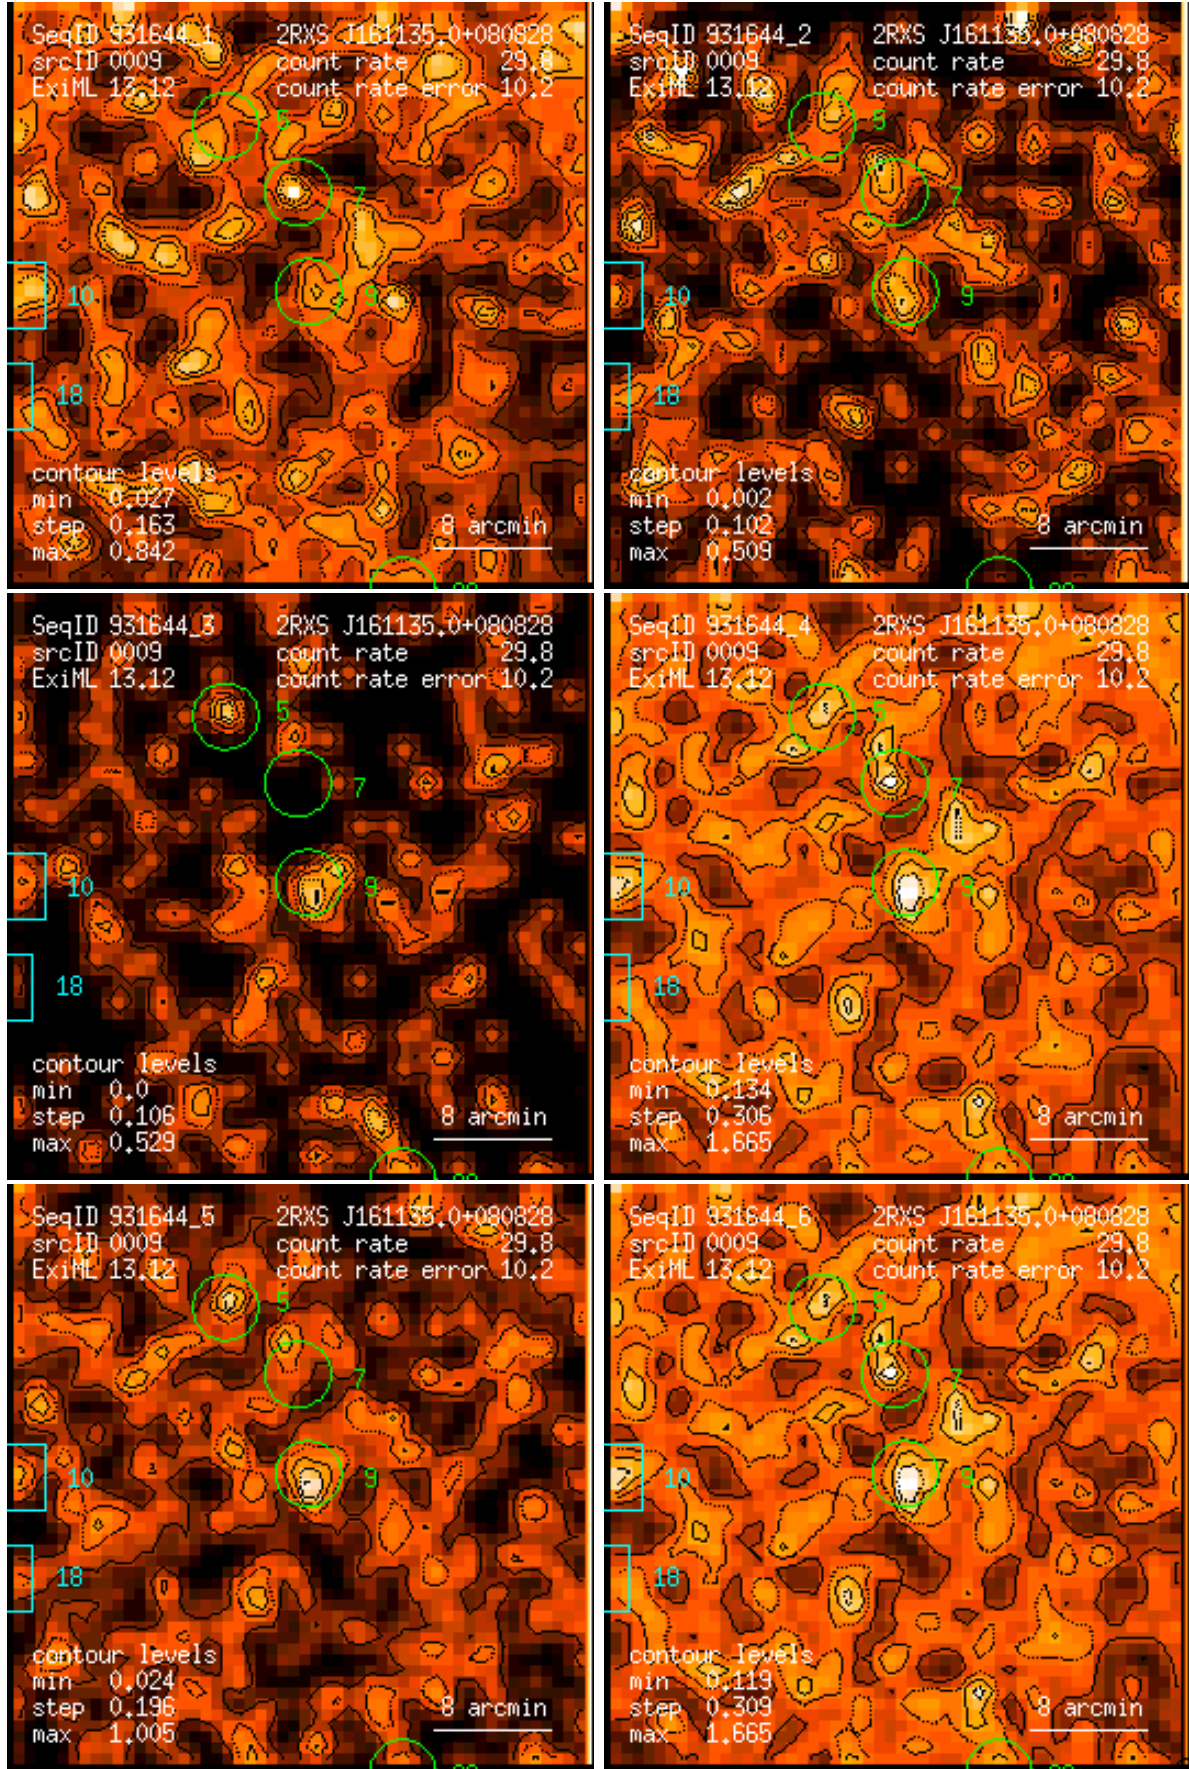 SeqID 931644_1 2RXS J161135.0+080828
srcID 0009 count rate 29.8
ExiML 13.12 count rate error 10.2
5
7
10
9
18
contour levels
min 0.027
step 0.163
max 0.842
8 arcmin
SeqID 931644_2 2RXS J161135.0+080828
srcID 0009 count rate 29.8
ExiML 13.12 count rate error 10.2
5
7
10
9
18
contour levels
min 0.002
step 0.102
max 0.509
8 arcmin
SeqID 931644_3 2RXS J161135.0+080828
srcID 0009 count rate 29.8
ExiML 13.12 count rate error 10.2
5
7
10
9
18
contour levels
min 0.0
step 0.106
max 0.529
8 arcmin
SeqID 931644_4 2RXS J161135.0+080828
srcID 0009 count rate 29.8
ExiML 13.12 count rate error 10.2
5
7
10
9
18
contour levels
min 0.134
step 0.306
max 1.665
8 arcmin
SeqID 931644_5 2RXS J161135.0+080828
srcID 0009 count rate 29.8
ExiML 13.12 count rate error 10.2
5
7
10
9
18
contour levels
min 0.024
step 0.196
max 1.005
8 arcmin
SeqID 931644_6 2RXS J161135.0+080828
srcID 0009 count rate 29.8
ExiML 13.12 count rate error 10.2
5
7
10
9
18
contour levels
min 0.119
step 0.309
max 1.665
8 arcmin